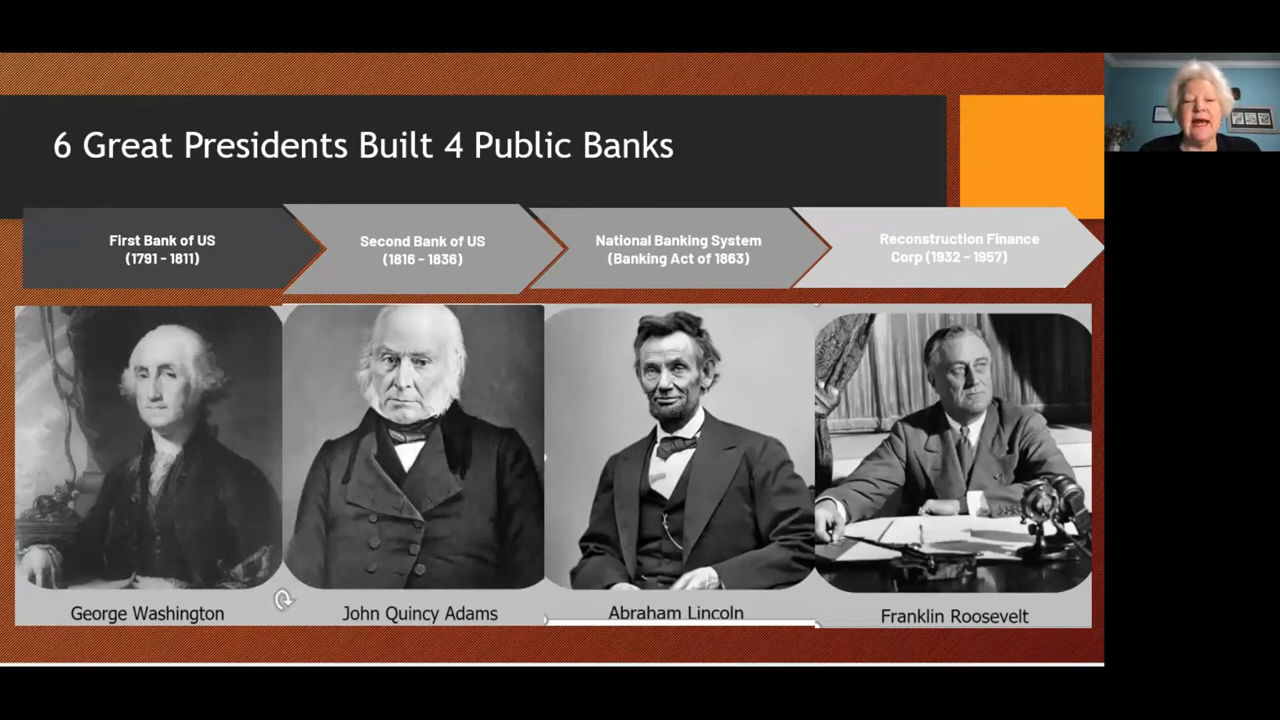 6 Great Presidents Built 4 Public Banks
First Bank of US
(1791 - 1811)
Second Bank of US
(1816 - 1836)
National Banking System
(Banking Act of 1863)
Reconstruction Finance
Corp (1932 - 1957)
George Washington
John Quincy Adams
Abraham Lincoln
Franklin Roosevelt